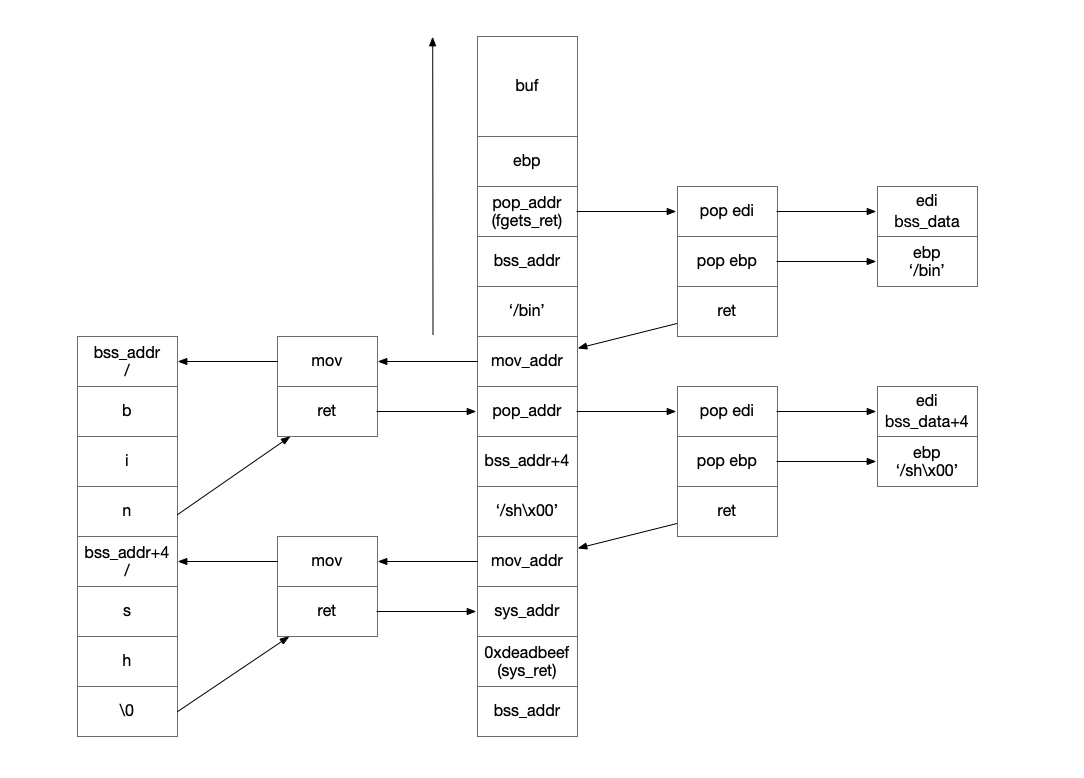 buf
ebp
pop_addr
(fgets_ret)
pop edi
edi
bss_data
bss_addr
pop ebp
ebp
‘/bin’
‘/bin’
ret
bss_addr
/
mov
mov_addr
b
ret
pop_addr
pop edi
edi
bss_data+4
i
bss_addr+4
pop ebp
ebp
‘/sh\x00’
n
‘/sh\x00’
ret
bss_addr+4
/
mov
mov_addr
s
ret
sys_addr
h
0xdeadbeef
(sys_ret)
\0
bss_addr